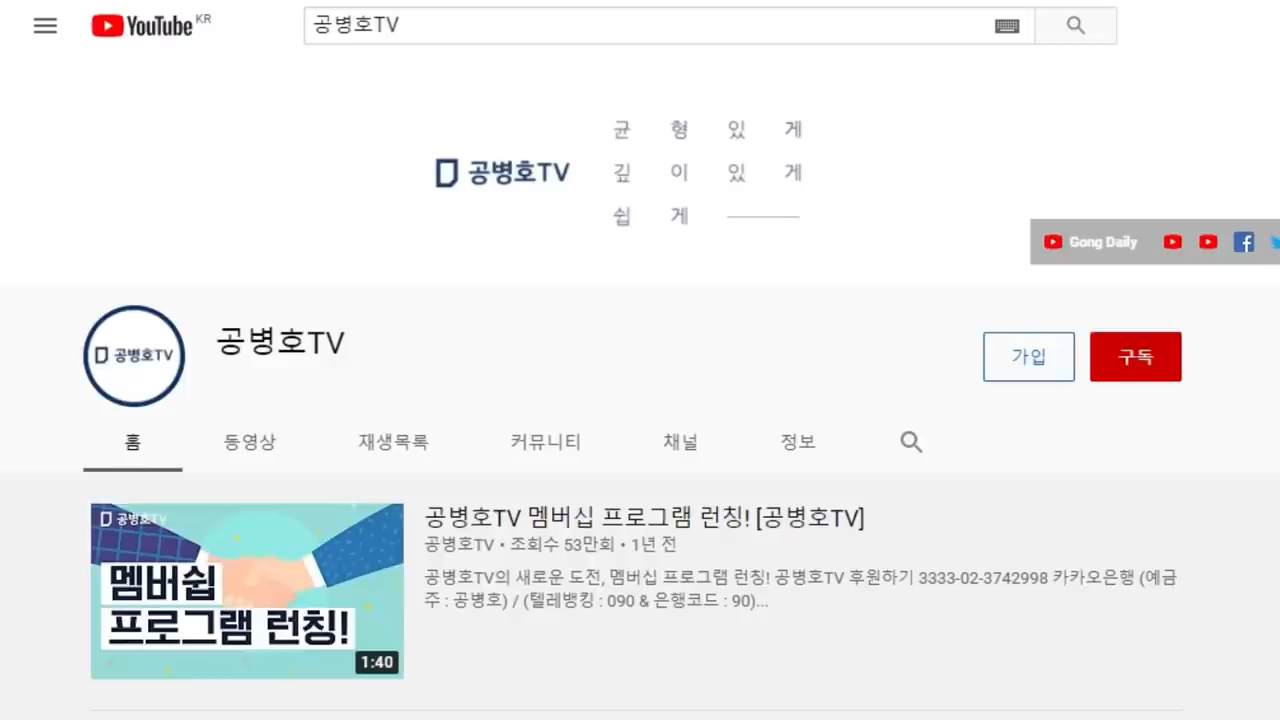 YouTube KR
공병호TV
공병호TV
균형있게
깊이있게
쉽게
Gong Daily
공병호TV
공병호TV
가입
구독
홈 동영상 재생목록 커뮤니티 채널 정보
공병호TV
멤버쉽
프로그램 런칭!
1:40
공병호TV 멤버십 프로그램 런칭! [공병호TV]
공병호TV • 조회수 53만회 • 1년 전
공병호TV의 새로운 도전, 멤버십 프로그램 런칭! 공병호TV 후원하기 3333-02-3742998 카카오은행 (예금
주 : 공병호) / (텔레뱅킹 : 090 & 은행코드 : 90)...